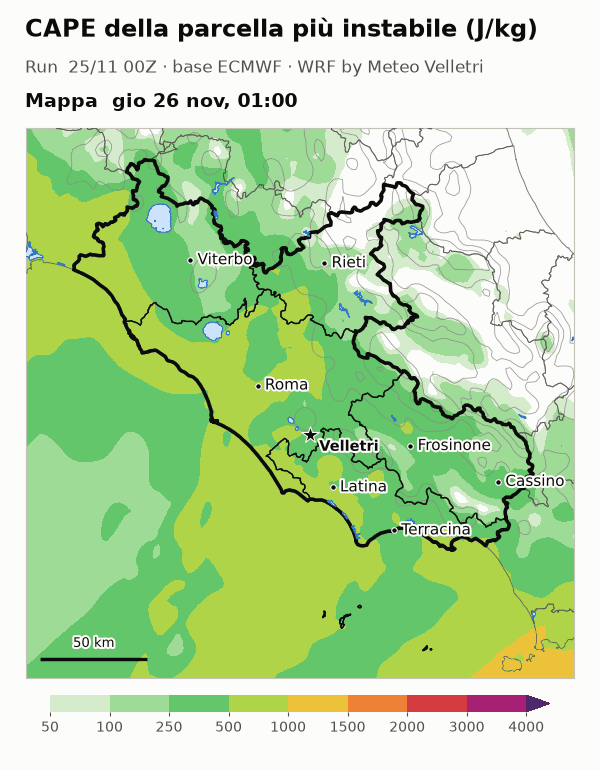 CAPE della parcella più instabile (J/kg)
Run  25/11 00Z · base ECMWF · WRF by Meteo Velletri
Mappa  gio 26 nov, 01:00
Viterbo
Rieti
Roma
Velletri
Frosinone
Cassino
Latina
Terracina
50 km
50 100 250 500 1000 1500 2000 3000 4000